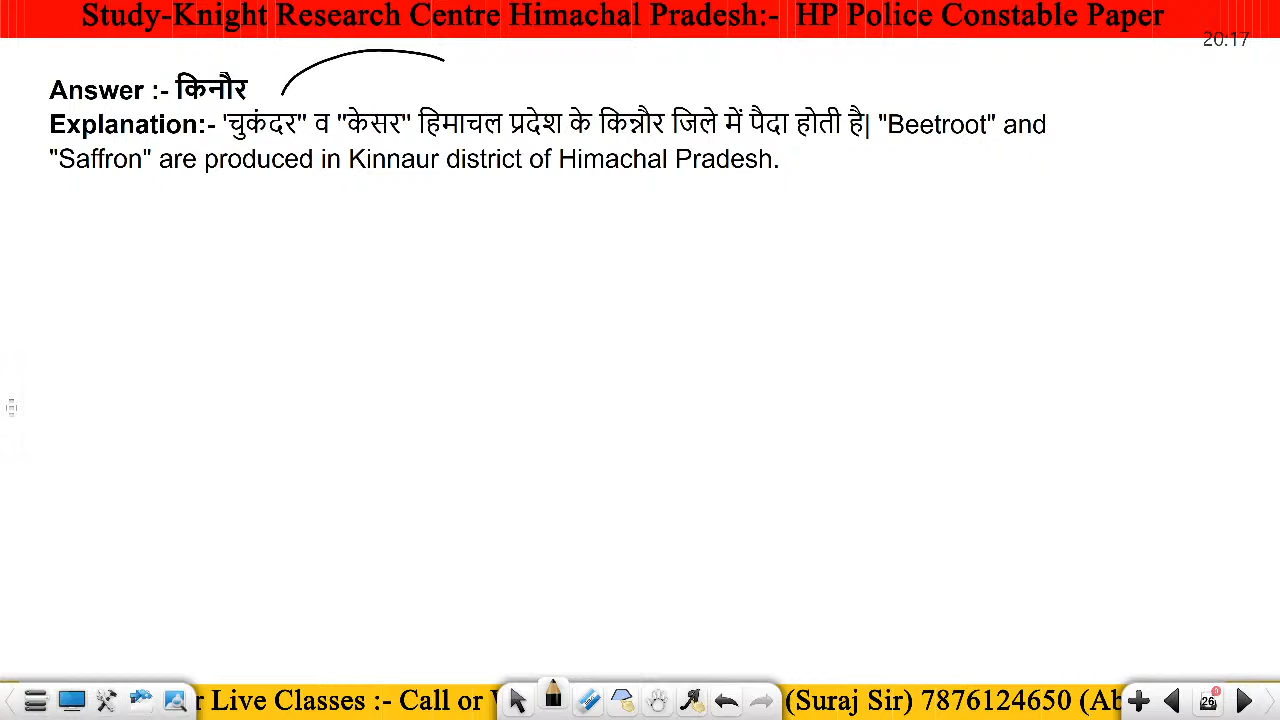 Study-Knight Research Centre Himachal Pradesh:- HP Police Constable Paper
20:17
Answer :- किनौर
Explanation:- 'चुकंदर" व "केसर" हिमाचल प्रदेश के किन्नौर जिले में पैदा होती है| "Beetroot" and
"Saffron" are produced in Kinnaur district of Himachal Pradesh.
r Live Classes :- Call or (Suraj Sir) 7876124650 (Ab
26